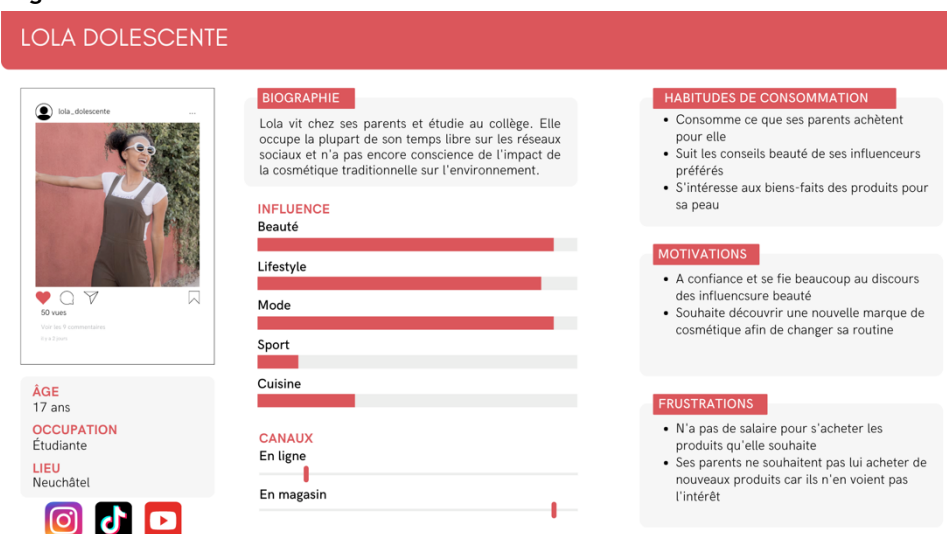 LOLA DOLESCENTE
lola_dolescente
...
50 vues
Voir les 9 commentaires
ÂGE
17 ans
OCCUPATION
Étudiante
LIEU
Neuchâtel
BIOGRAPHIE
Lola vit chez ses parents et étudie au collège. Elle
occupe la plupart de son temps libre sur les réseaux
sociaux et n'a pas encore conscience de l'impact de
la cosmétique traditionnelle sur l'environnement.
INFLUENCE
Beauté
Lifestyle
Mode
Sport
Cuisine
CANAUX
En ligne
En magasin
HABITUDES DE CONSOMMATION
• Consomme ce que ses parents achètent
pour elle
• Suit les conseils beauté de ses influenceurs
préférés
• S'intéresse aux biens-faits des produits pour
sa peau
MOTIVATIONS
• A confiance et se fie beaucoup au discours
des influencsure beauté
• Souhaite découvrir une nouvelle marque de
cosmétique afin de changer sa routine
FRUSTRATIONS
• N'a pas de salaire pour s'acheter les
produits qu'elle souhaite
• Ses parents ne souhaitent pas lui acheter de
nouveaux produits car ils n'en voient pas
l'intérêt